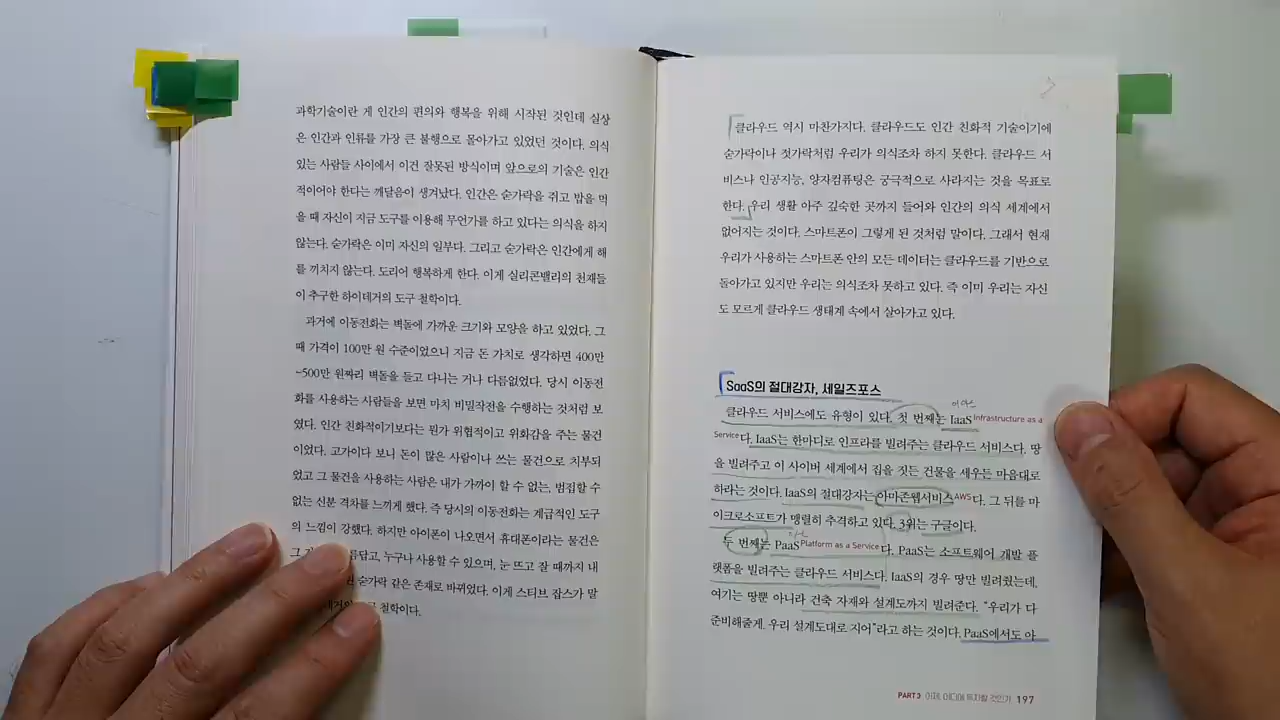 과학기술이란 게 인간의 편의와 행복을 위해 시작된 것인데 실상
은 인간과 인류를 가장 큰 불행으로 몰아가고 있었던 것이다. 의식
있는 사람들 사이에서 이건 잘못된 방식이며 앞으로의 기술은 인간
적이어야 한다는 깨달음이 생겨났다. 인간은 숟가락을 쥐고 밥을 먹
을 때 자신이 지금 도구를 이용해 무언가를 하고 있다는 의식을 하지
않는다. 숟가락은 이미 자신의 일부다. 그리고 숟가락은 인간에게 해
를 끼치지 않는다. 도리어 행복하게 한다. 이게 실리콘밸리의 천재들
이 추구한 하이데거의 도구 철학이다.
과거에 이동전화는 벽돌에 가까운 크기와 모양을 하고 있었다. 그
때 가격이 100만 원 수준이었으니 지금 돈 가치로 생각하면 400만
~500만 원짜리 벽돌을 들고 다니는 거나 다름없었다. 당시 이동전
화를 사용하는 사람들을 보면 마치 비밀작전을 수행하는 것처럼 보
였다. 인간 친화적이기보다는 뭔가 위협적이고 위화감을 주는 물건
이었다. 고가이다 보니 돈이 많은 사람이나 쓰는 물건으로 치부되
었고 그 물건을 사용하는 사람은 내가 가까이 할 수 없는, 범접할 수
없는 신분 격차를 느끼게 했다. 즉 당시의 이동전화는 계급적인 도구
의 느낌이 강했다. 하지만 아이폰이 나오면서 휴대폰이라는 물건은
그 름답고, 누구나 사용할 수 있으며, 눈 뜨고 잘 때까지 내
숟가락 같은 존재로 바뀌었다. 이게 스티브 잡스가 말
철학이다.
클라우드 역시 마찬가지다. 클라우드도 인간 친화적 기술이기에
숟가락이나 젓가락처럼 우리가 의식조차 하지 못한다. 클라우드 서
비스나 인공지능, 양자컴퓨팅은 궁극적으로 사라지는 것을 목표로
한다. 우리 생활 아주 깊숙한 곳까지 들어와 인간의 의식 세계에서
없어지는 것이다. 스마트폰이 그렇게 된 것처럼 말이다. 그래서 현재
우리가 사용하는 스마트폰 안의 모든 데이터는 클라우드를 기반으로
돌아가고 있지만 우리는 의식조차 못하고 있다. 즉 이미 우리는 자신
도 모르게 클라우드 생태계 속에서 살아가고 있다.
SaaS의 절대강자, 세일즈포스
클라우드 서비스에도 유형이 있다. 첫 번째는 IaaS Infrastructure as a
Service다. IaaS는 한마디로 인프라를 빌려주는 클라우드 서비스다. 땅
을 빌려주고 이 사이버 세계에서 집을 짓든 건물을 세우든 마음대로
하라는 것이다. IaaS의 절대강자는 아마존웹서비스AWS다. 그 뒤를 마
이크로소프트가 맹렬히 추격하고 있다. 3위는 구글이다.
두 번째는 PaaS Platform as a Service다. PaaS는 소프트웨어 개발 플
랫폼을 빌려주는 클라우드 서비스다. IaaS의 경우 땅만 빌려줬는데,
여기는 땅뿐 아니라 건축 자재와 설계도까지 빌려준다. "우리가 다
준비해줄게, 우리 설계도대로 지어"라고 하는 것이다. PaaS에서도 아
PART 3 이제, 어디에 투자할 것인가 197